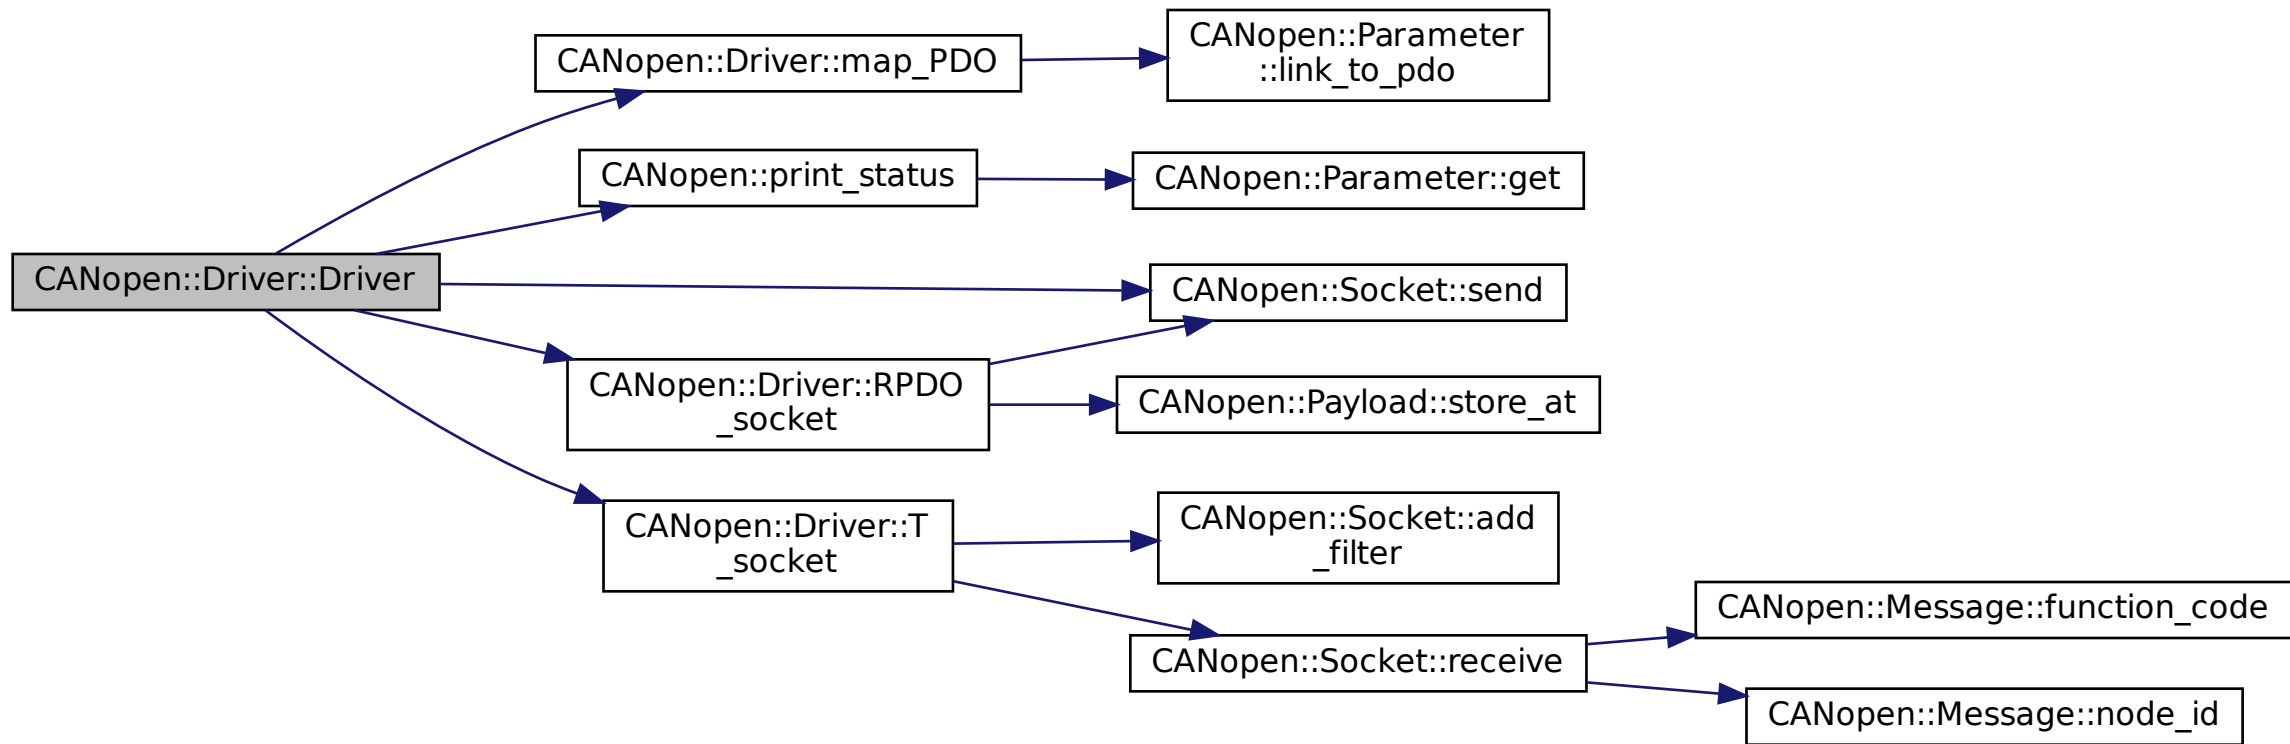 CANopen::Driver::Driver
CANopen::Driver::map_PDO
CANopen::Parameter
::link_to_pdo
CANopen::print_status
CANopen::Parameter::get
CANopen::Socket::send
CANopen::Driver::RPDO
_socket
CANopen::Payload::store_at
CANopen::Driver::T
_socket
CANopen::Socket::add
_filter
CANopen::Socket::receive
CANopen::Message::function_code
CANopen::Message::node_id